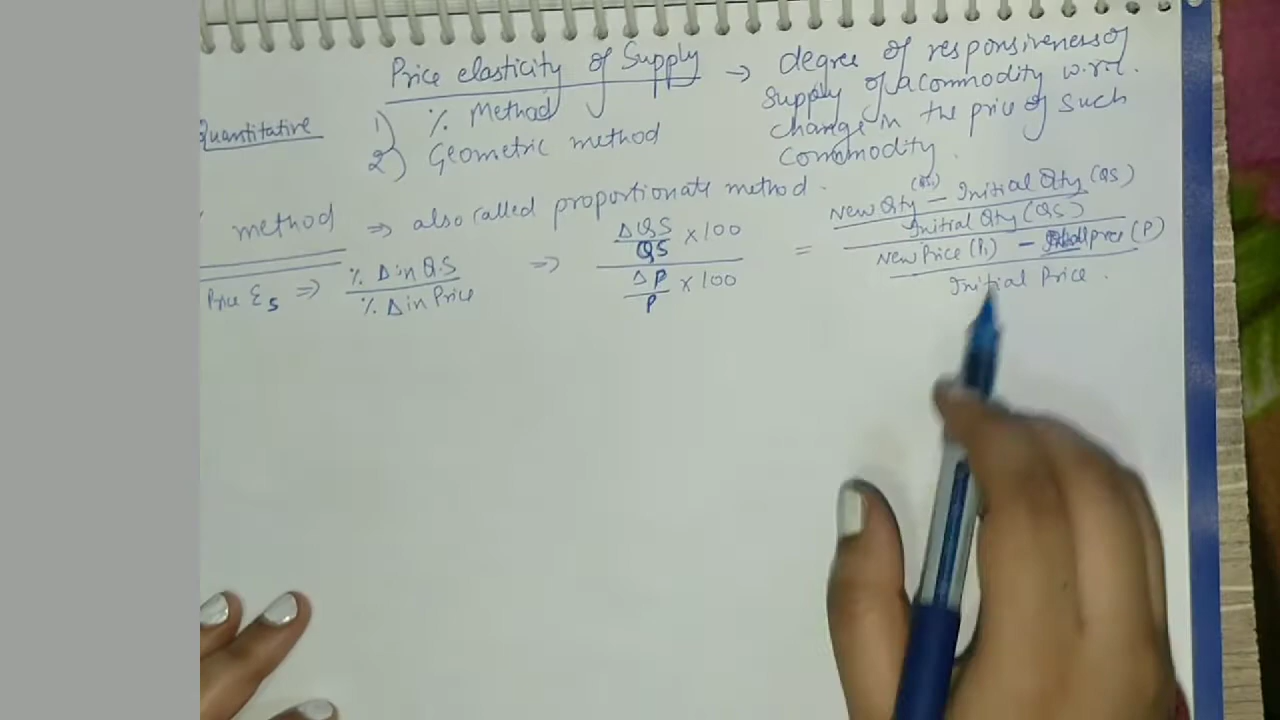 Price elasticity of Supply → degree of responsiveness of
supply of a commodity w.r.t.
change in the price of such
commodity.
Quantitative
1) % Method
2) Geometric method
method ⇒ also called proportionate method.
Price Es ⇒ % Δ in QS / % Δ in Price ⇒ ΔQS/QS × 100 / ΔP/P × 100 =
New Qty (QS1) – Initial Qty (QS)
Initial Qty (QS)
New Price (P1) – price (P)
Initial Price.